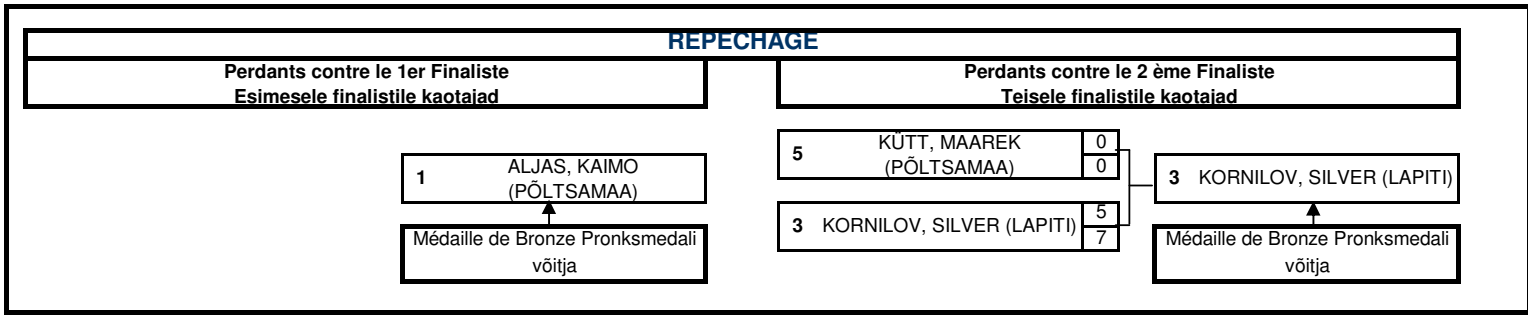 REPECHAGE
Perdants contre le 1er Finaliste
Esimesele finalistile kaotajad
Perdants contre le 2 ème Finaliste
Teisele finalistile kaotajad
1 ALJAS, KAIMO
(PÕLTSAMAA)
Médaille de Bronze Pronksmedali
võitja
5 KÜTT, MAAREK 0
(PÕLTSAMAA) 0
3 KORNILOV, SILVER (LAPITI) 5
7
3 KORNILOV, SILVER (LAPITI)
Médaille de Bronze Pronksmedali
võitja